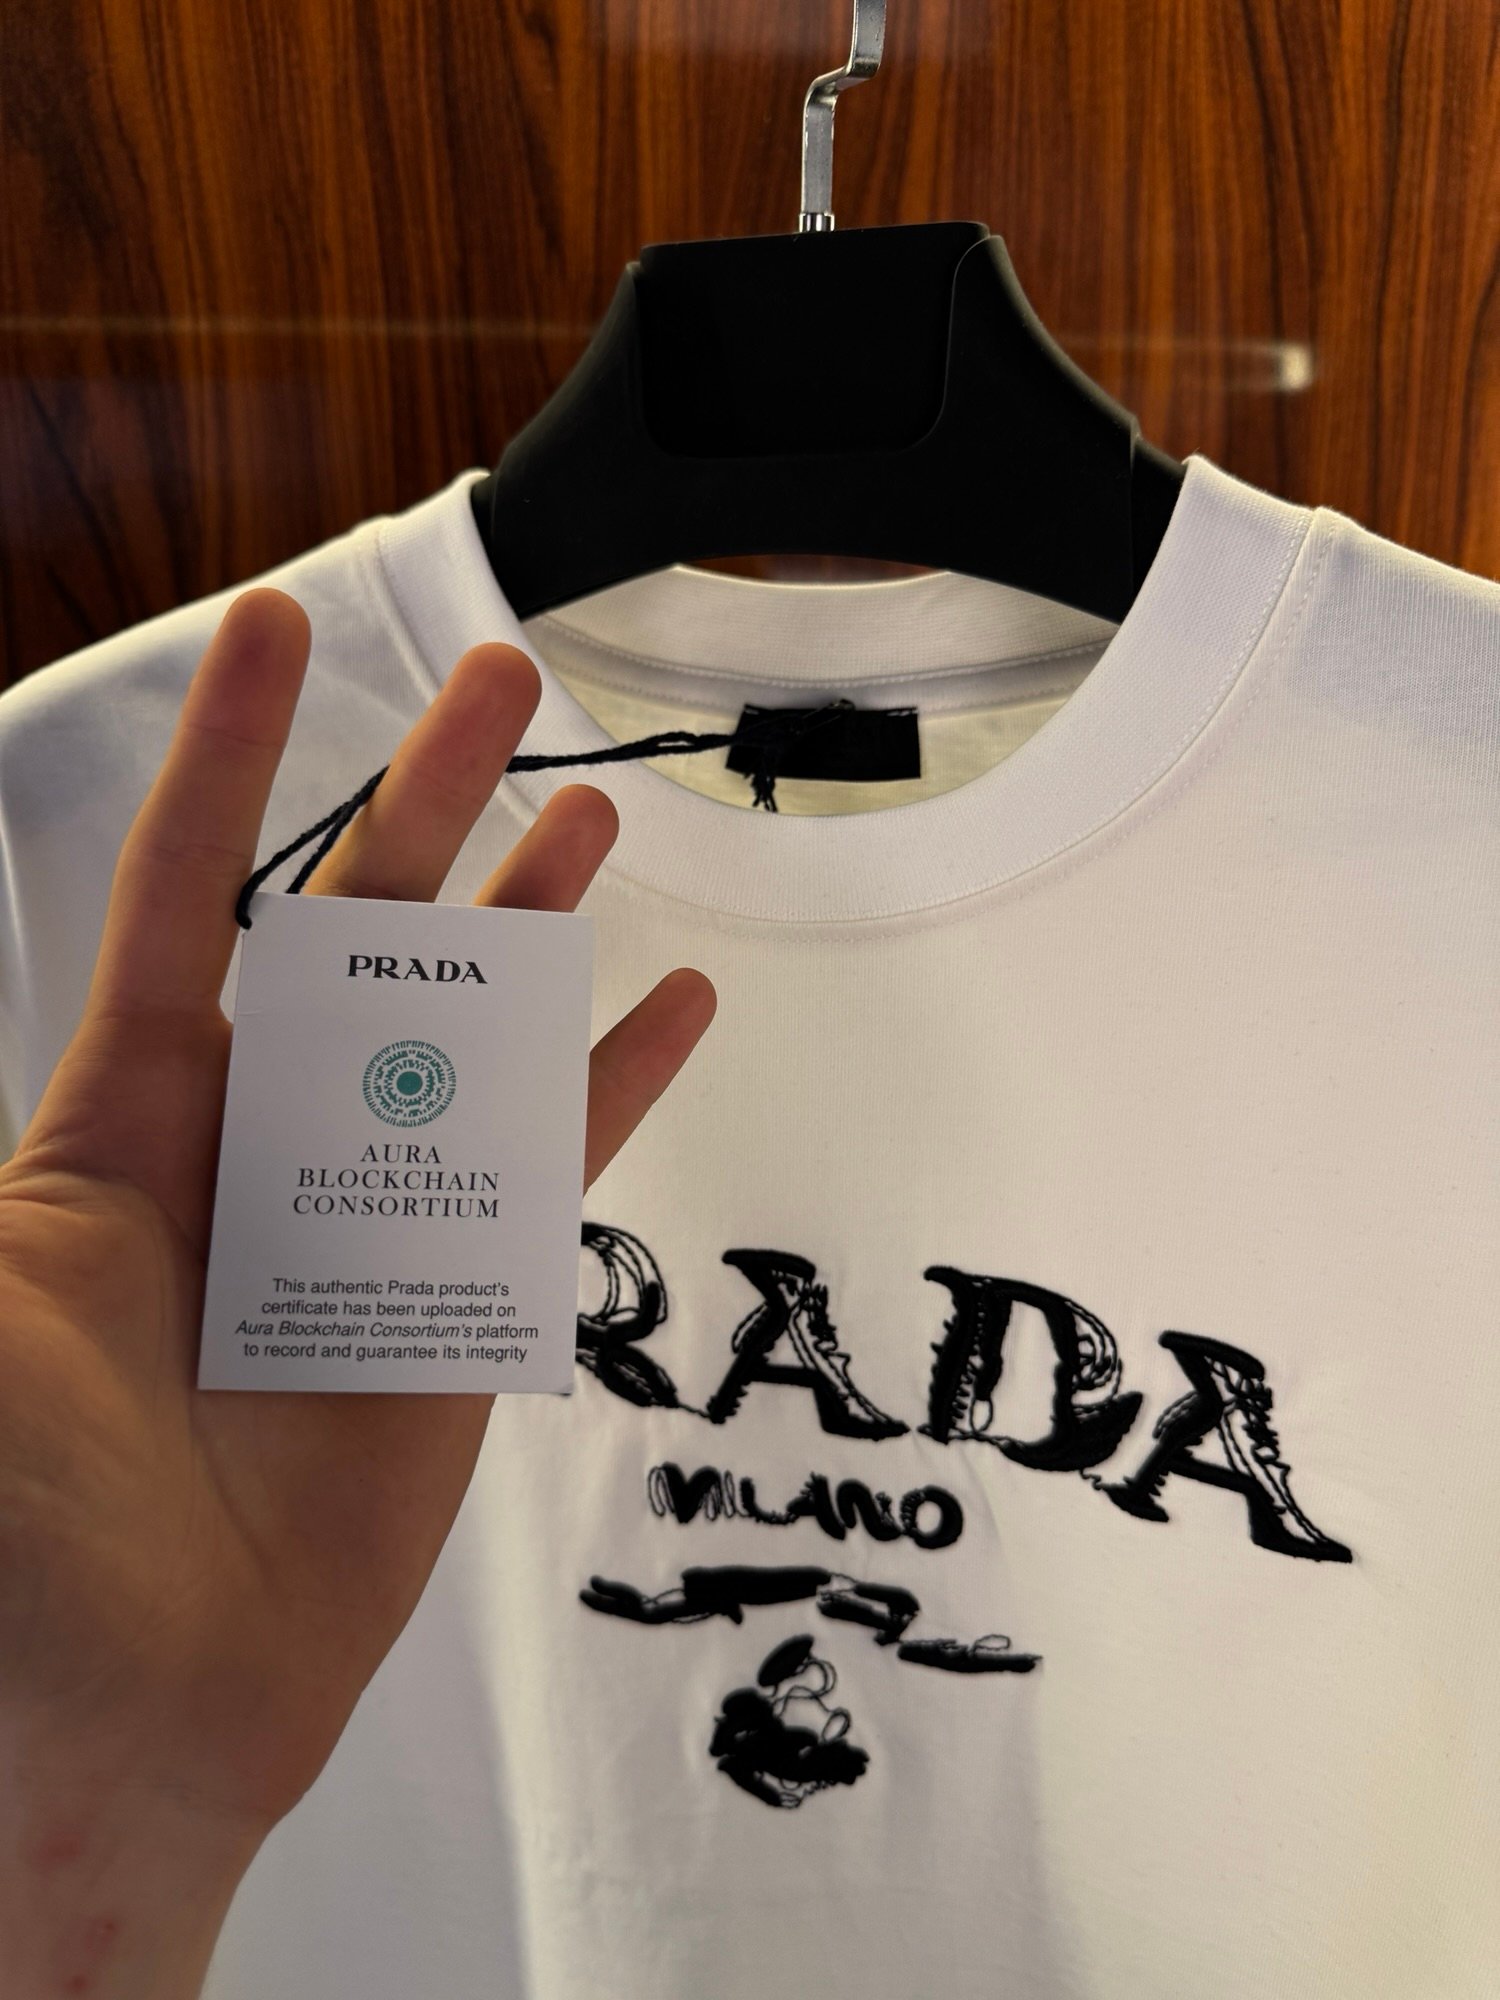 PRADA
AURA
BLOCKCHAIN
CONSORTIUM
This authentic Prada product's
certificate has been uploaded on
Aura Blockchain Consortium's platform
to record and guarantee its integrity
RADA
MILANO